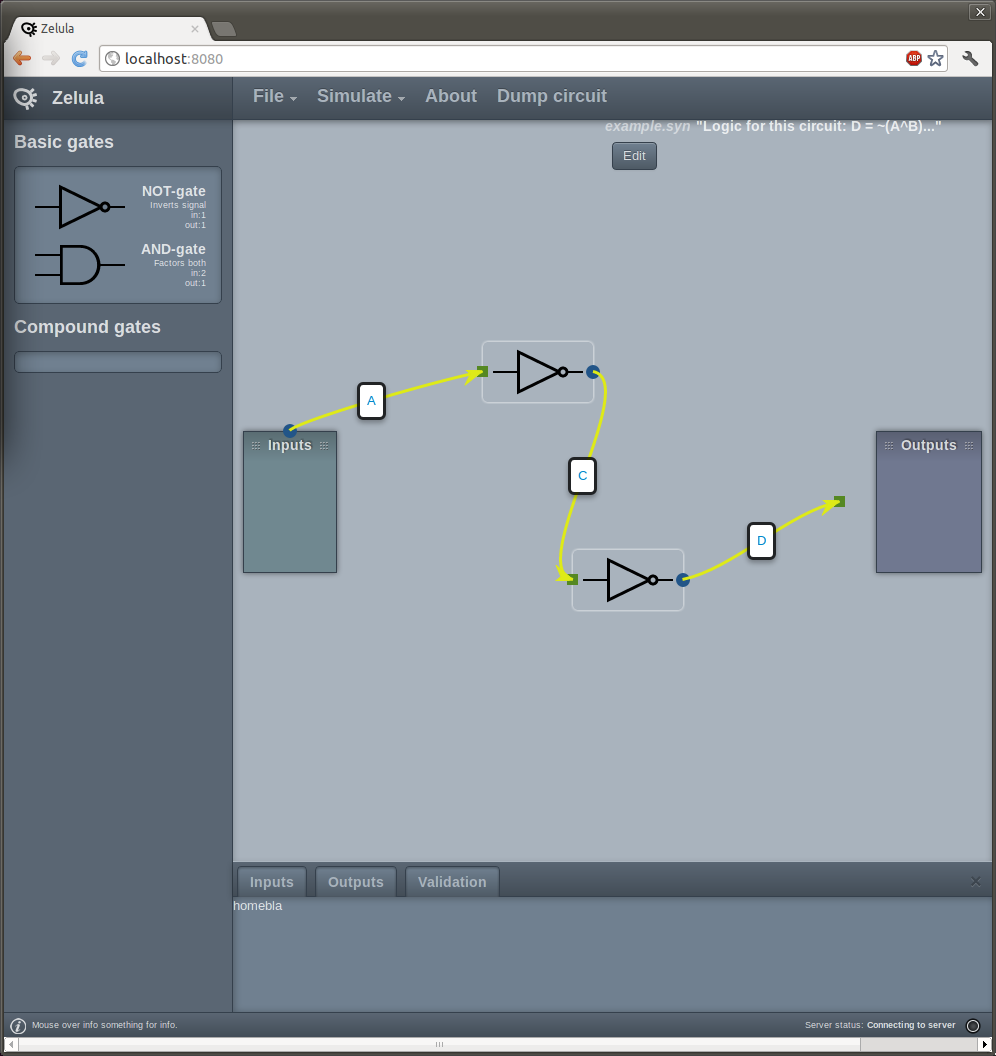 Zelula
localhost:8080
ABP
Zelula
File Simulate About Dump circuit
Basic gates
NOT-gate
Inverts signal
in:1
out:1
AND-gate
Factors both
in:2
out:1
Compound gates
example.syn "Logic for this circuit: D = ~(A^B)..."
Edit
A
Inputs
Outputs
C
D
Inputs Outputs Validation
homebla
Mouse over info something for info.
Server status: Connecting to server